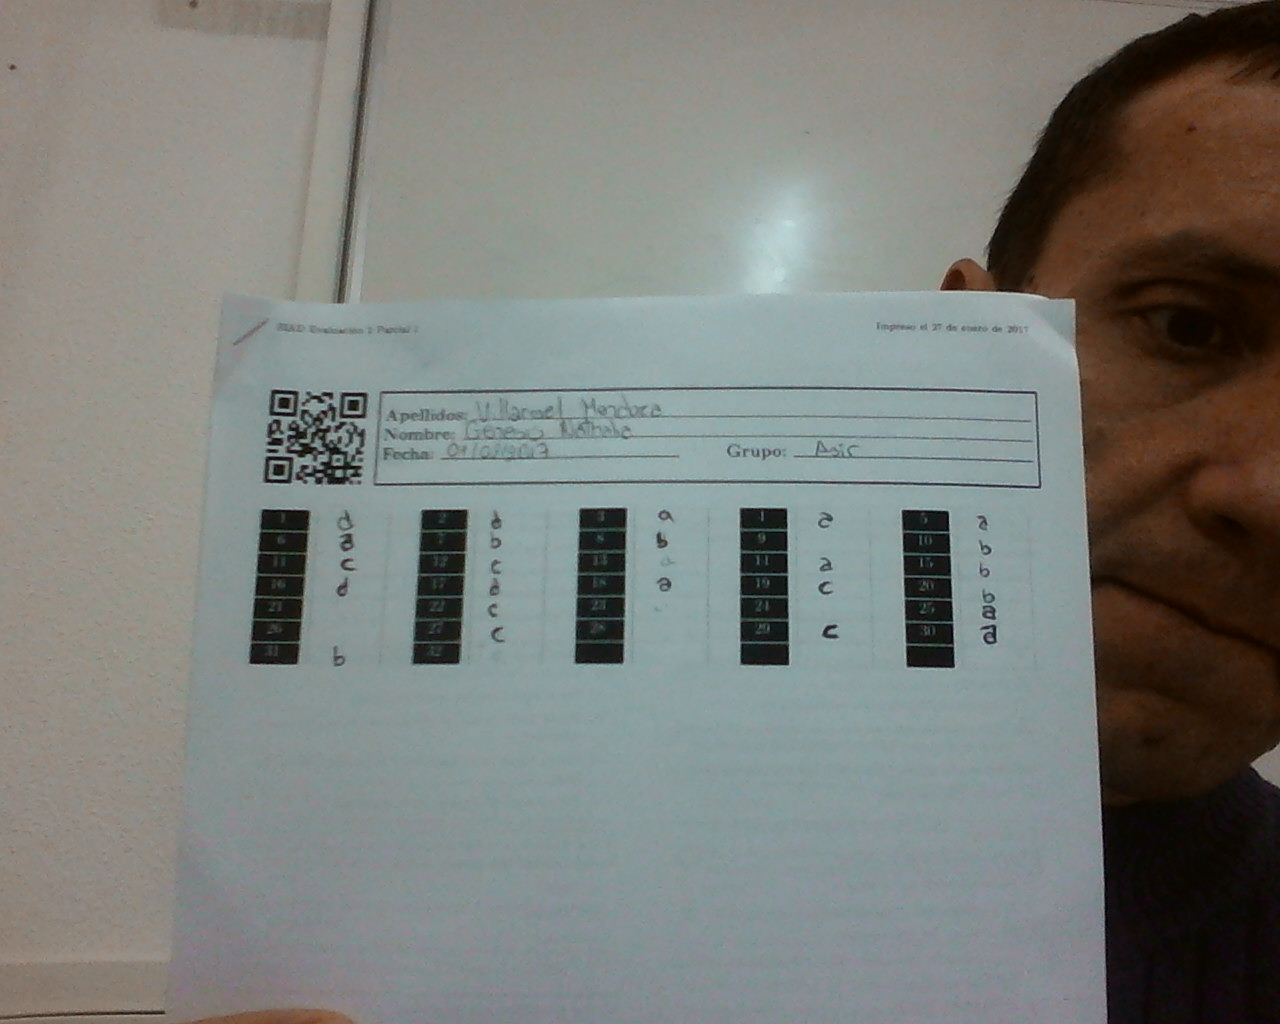 Evaluación 2 Parcial 1 Impreso el 27 de enero de 2017
Apellidos: Villarroel Mendoza
Nombre: Genesis Nathalie
Fecha: 01/02/2017 Grupo: Asir
1 d 2 d 3 a 4 a 5 a
6 a 7 b 8 b 9 10 b
11 c 12 c 13 a 14 a 15 b
16 d 17 d 18 a 19 c 20 b
21 22 c 23 24 25 a
26 27 c 28 29 c 30 d
31 b 32